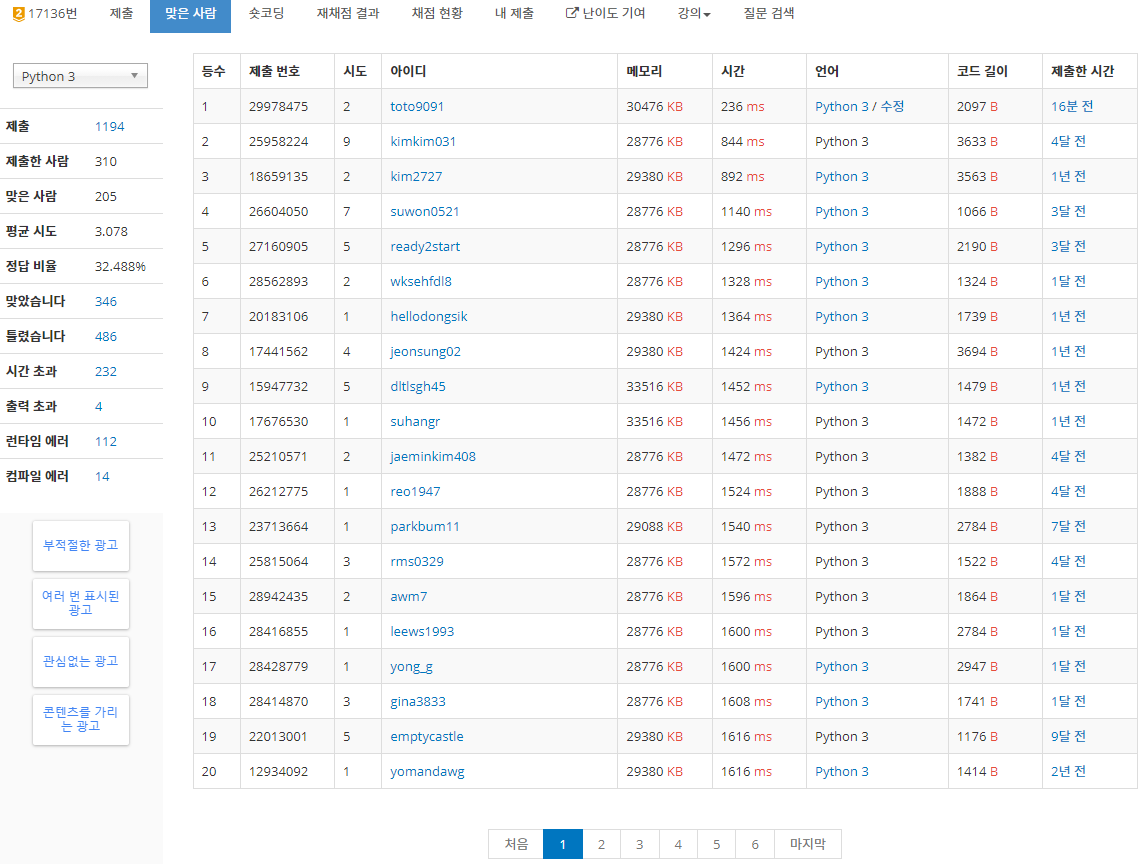 2 17136번 제출 맞은 사람 숏코딩 재채점 결과 채점 현황 내 제출 난이도 기여 강의 질문 검색
Python 3
제출 1194
제출한 사람 310
맞은 사람 205
평균 시도 3.078
정답 비율 32.488%
맞았습니다 346
틀렸습니다 486
시간 초과 232
출력 초과 4
런타임 에러 112
컴파일 에러 14
부적절한 광고
여러 번 표시된
광고
관심없는 광고
콘텐츠를 가리
는 광고
등수 제출 번호 시도 아이디 메모리 시간 언어 코드 길이 제출한 시간
1 29978475 2 toto9091 30476 KB 236 ms Python 3 / 수정 2097 B 16분 전
2 25958224 9 kimkim031 28776 KB 844 ms Python 3 3633 B 4달 전
3 18659135 2 kim2727 29380 KB 892 ms Python 3 3563 B 1년 전
4 26604050 7 suwon0521 28776 KB 1140 ms Python 3 1066 B 3달 전
5 27160905 5 ready2start 28776 KB 1296 ms Python 3 2190 B 3달 전
6 28562893 2 wksehfdl8 28776 KB 1328 ms Python 3 1324 B 1달 전
7 20183106 1 hellodongsik 29380 KB 1364 ms Python 3 1739 B 1년 전
8 17441562 4 jeonsung02 29380 KB 1424 ms Python 3 3694 B 1년 전
9 15947732 5 dltlsgh45 33516 KB 1452 ms Python 3 1479 B 1년 전
10 17676530 1 suhangr 33516 KB 1456 ms Python 3 1472 B 1년 전
11 25210571 2 jaeminkim408 28776 KB 1472 ms Python 3 1382 B 4달 전
12 26212775 1 reo1947 28776 KB 1524 ms Python 3 1888 B 4달 전
13 23713664 1 parkbum11 29088 KB 1540 ms Python 3 2784 B 7달 전
14 25815064 3 rms0329 28776 KB 1572 ms Python 3 1522 B 4달 전
15 28942435 2 awm7 28776 KB 1596 ms Python 3 1864 B 1달 전
16 28416855 1 leews1993 28776 KB 1600 ms Python 3 2784 B 1달 전
17 28428779 1 yong_g 28776 KB 1600 ms Python 3 2947 B 1달 전
18 28414870 3 gina3833 28776 KB 1608 ms Python 3 1741 B 1달 전
19 22013001 5 emptycastle 29380 KB 1616 ms Python 3 1176 B 9달 전
20 12934092 1 yomandawg 29380 KB 1616 ms Python 3 1414 B 2년 전
처음 1 2 3 4 5 6 마지막